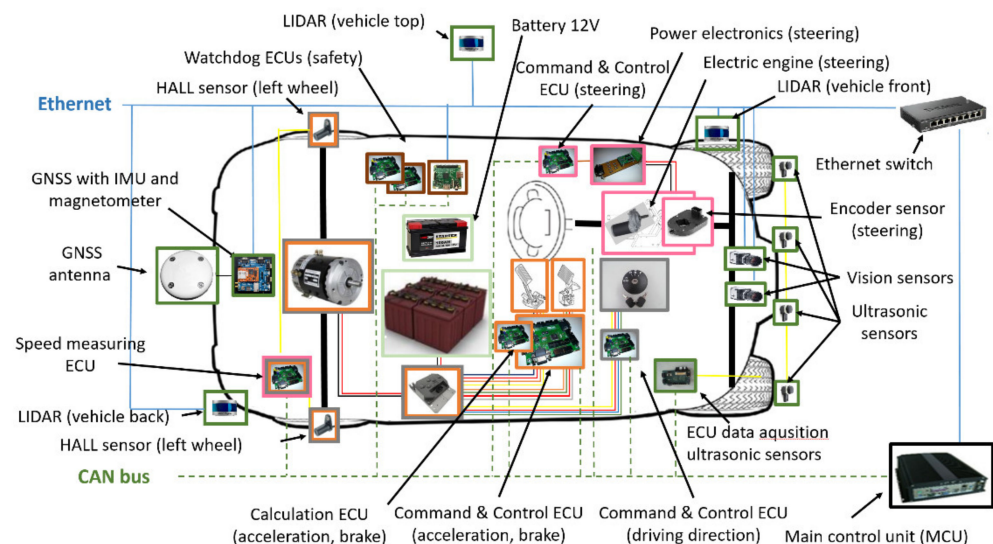 LIDAR (vehicle top)
Battery 12V
Power electronics (steering)
Watchdog ECUs (safety)
Command & Control
ECU (steering)
Electric engine (steering)
HALL sensor (left wheel)
LIDAR (vehicle front)
Ethernet
Ethernet switch
GNSS with IMU and
magnetometer
Encoder sensor
(steering)
GNSS
antenna
Vision sensors
Ultrasonic
sensors
Speed measuring
ECU
LIDAR (vehicle back)
HALL sensor (left wheel)
ECU data aqusition
ultrasonic sensors
CAN bus
Calculation ECU
(acceleration, brake)
Command & Control ECU
(acceleration, brake)
Command & Control ECU
(driving direction)
Main control unit (MCU)